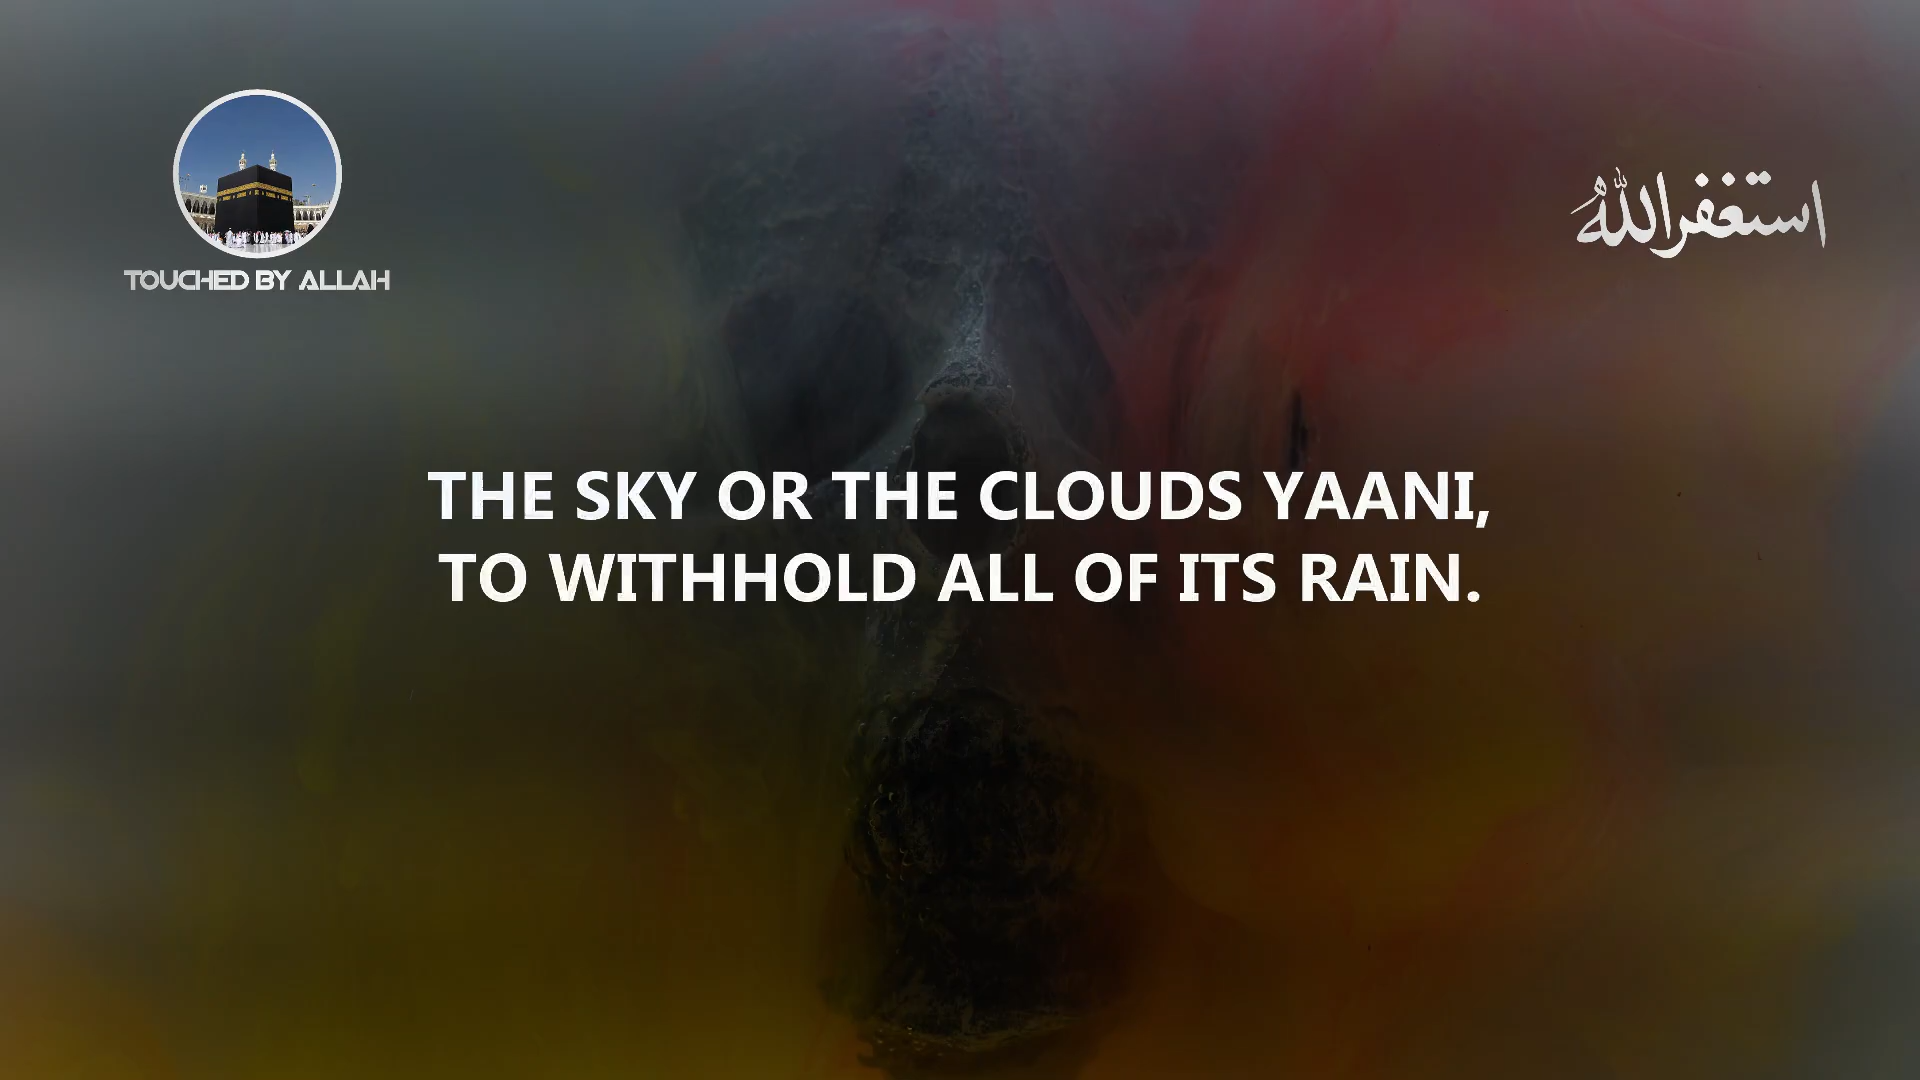 TOUCHED BY ALLAH
استغفرالله
THE SKY OR THE CLOUDS YAANI,
TO WITHHOLD ALL OF ITS RAIN.